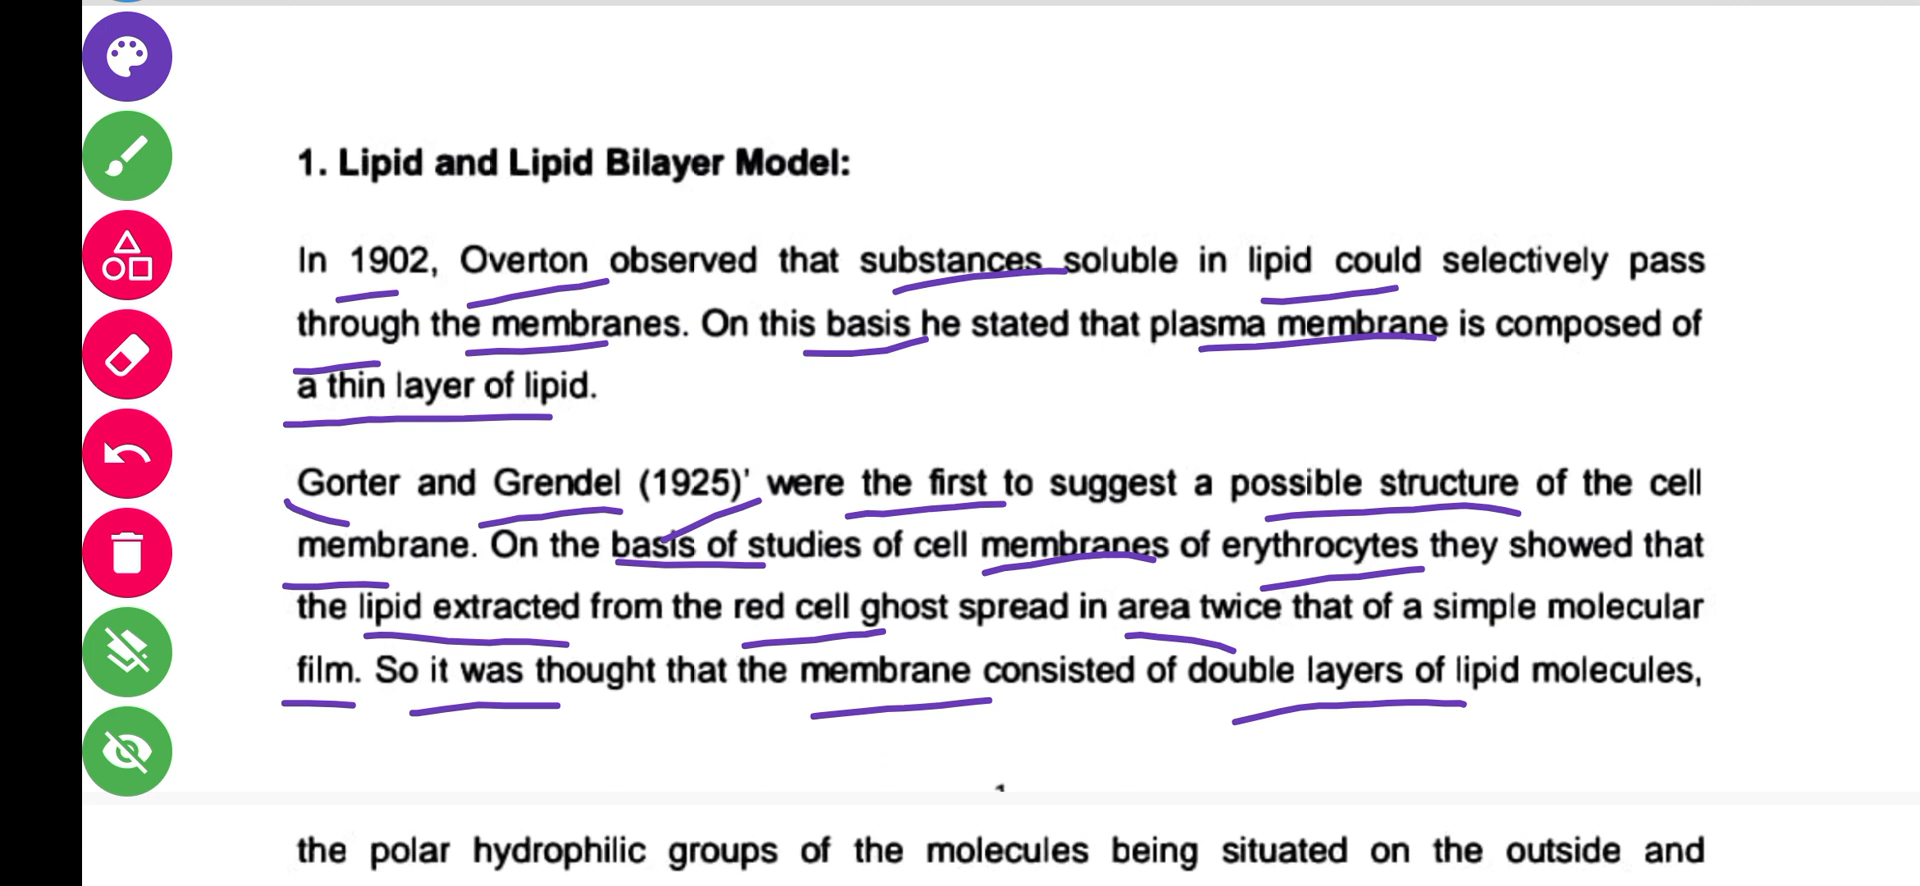 1. Lipid and Lipid Bilayer Model:
In 1902, Overton observed that substances soluble in lipid could selectively pass
through the membranes. On this basis he stated that plasma membrane is composed of
a thin layer of lipid.
Gorter and Grendel (1925)' were the first to suggest a possible structure of the cell
membrane. On the basis of studies of cell membranes of erythrocytes they showed that
the lipid extracted from the red cell ghost spread in area twice that of a simple molecular
film. So it was thought that the membrane consisted of double layers of lipid molecules,
the polar hydrophilic groups of the molecules being situated on the outside and